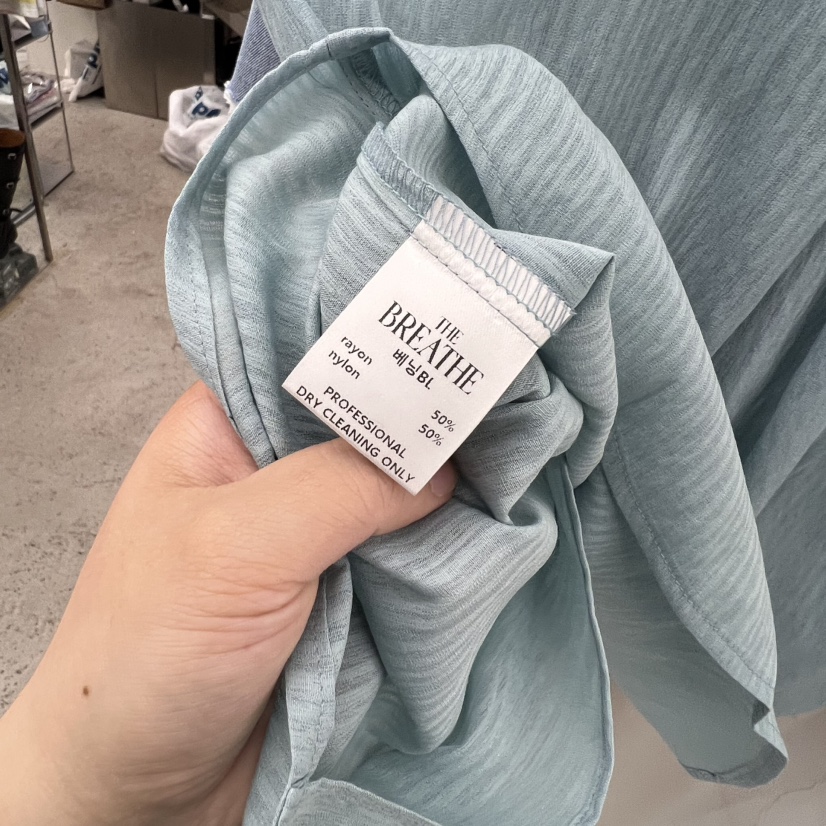 THE
BREATHE
베닝BL
rayon 50%
nylon 50%
PROFESSIONAL
DRY CLEANING ONLY